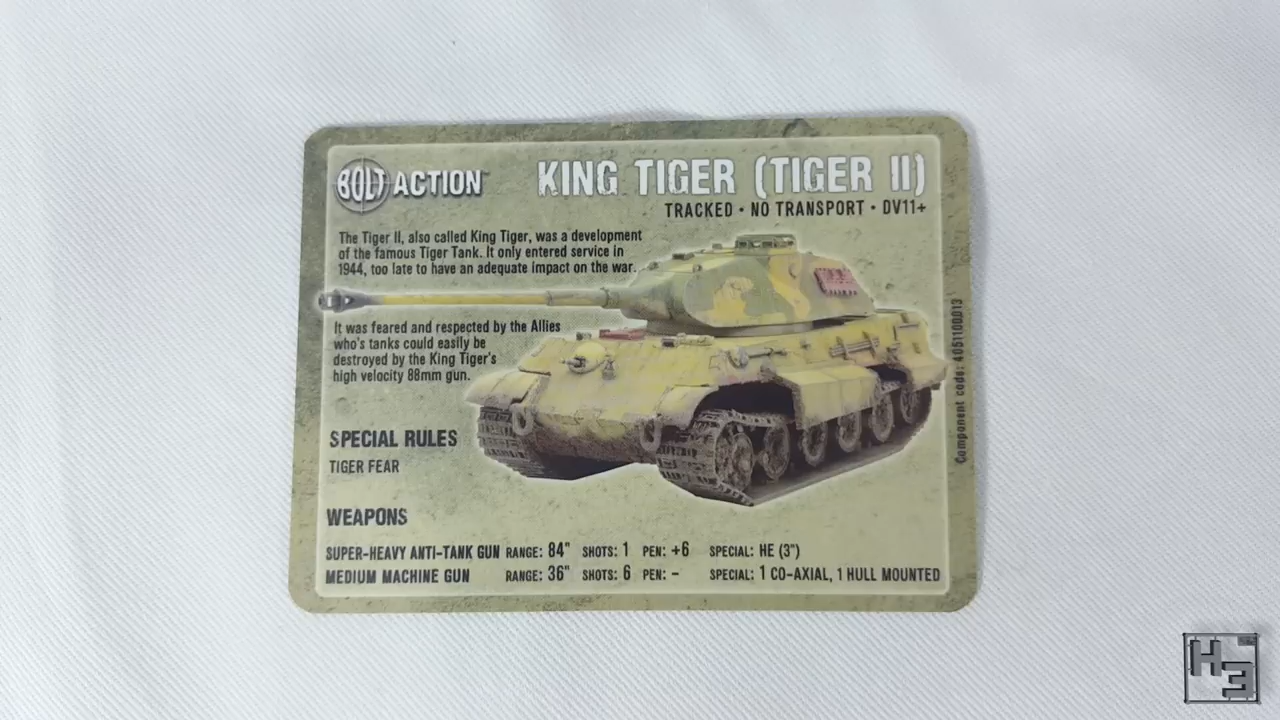 BOLT ACTION™
KING TIGER (TIGER II)
TRACKED • NO TRANSPORT • DV11+
The Tiger II, also called King Tiger, was a development
of the famous Tiger Tank. It only entered service in
1944, too late to have an adequate impact on the war.
It was feared and respected by the Allies
who's tanks could easily be
destroyed by the King Tiger's
high velocity 88mm gun.
SPECIAL RULES
TIGER FEAR
WEAPONS
SUPER-HEAVY ANTI-TANK GUN RANGE: 84" SHOTS: 1 PEN: +6 SPECIAL: HE (3")
MEDIUM MACHINE GUN RANGE: 36" SHOTS: 6 PEN: – SPECIAL: 1 CO-AXIAL, 1 HULL MOUNTED
Component code: 4051100013
H3